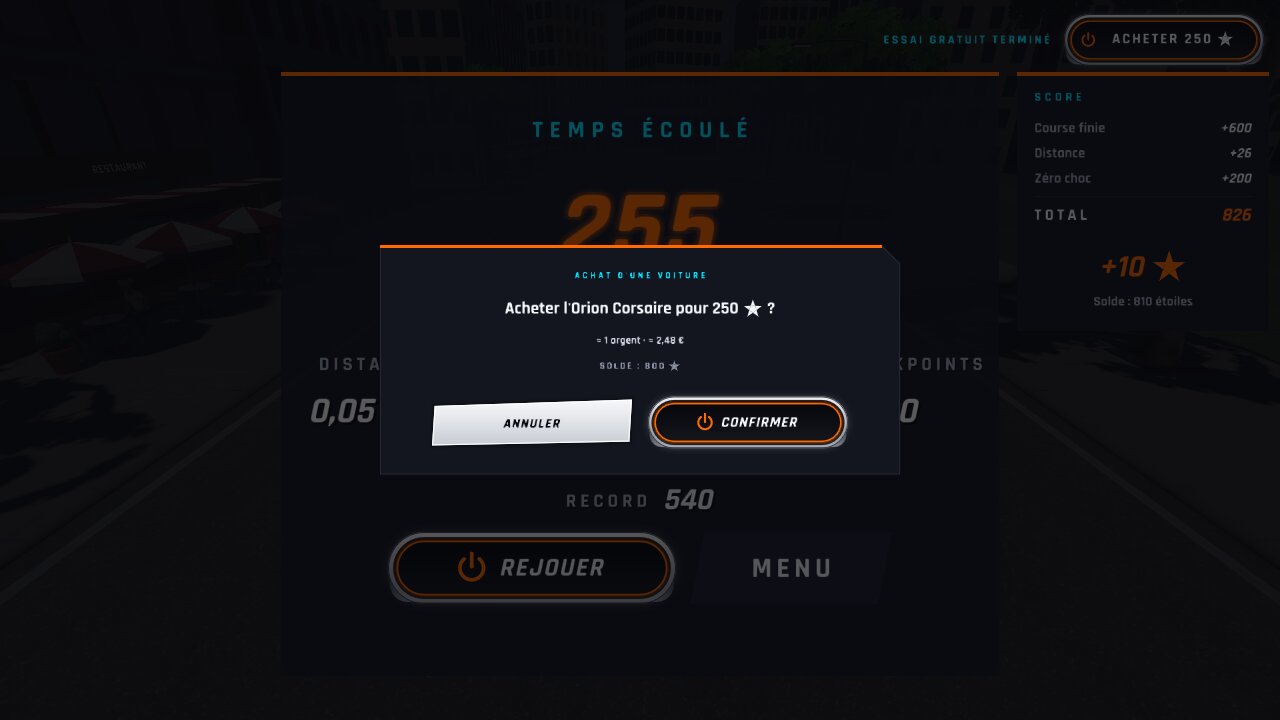 ESSAI GRATUIT TERMINÉ
ACHETER 250 ★
SCORE
Course finie +600
Distance +26
Zéro choc +200
TOTAL 826
+10 ★
Solde : 810 étoiles
RESTAURANT
TEMPS ÉCOULÉ
255
ACHAT D'UNE VOITURE
Acheter l'Orion Corsaire pour 250 ★ ?
≈ 1 argent · ≈ 2,48 €
SOLDE : 800 ★
ANNULER
CONFIRMER
0,05
RECORD 540
REJOUER
MENU